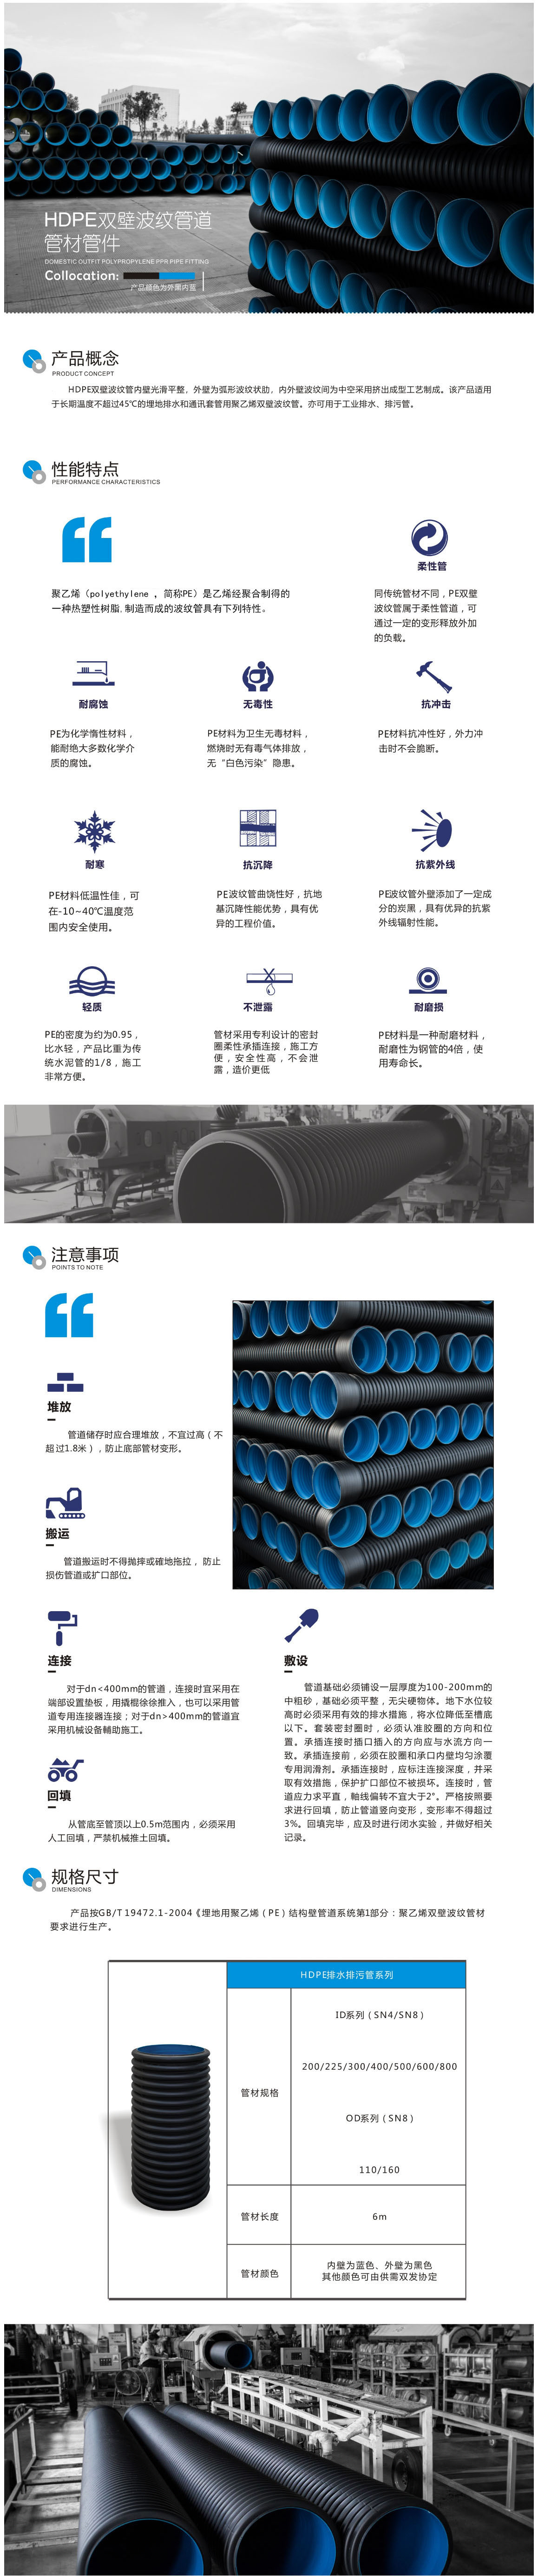 HDPE双壁波纹管道
管材管件
DOMESTIC OUTFIT POLYPROPYLENE PPR PIPE FITTING
Collocation:
产品颜色为外黑内蓝
产品概念
PRODUCT CONCEPT
HDPE双壁波纹管内壁光滑平整，外壁为弧形波纹状肋，内外壁波纹间为中空采用挤出成型工艺制成。该产品适用
于长期温度不超过45℃的埋地排水和通讯套管用聚乙烯双壁波纹管。亦可用于工业排水、排污管。
性能特点
PERFORMANCE CHARACTERISTICS
聚乙烯（polyethylene ，简称PE）是乙烯经聚合制得的
一种热塑性树脂.制造而成的波纹管具有下列特性。
柔性管
同传统管材不同，PE双壁
波纹管属于柔性管道，可
通过一定的变形释放外加
的负载。
耐腐蚀
PE为化学惰性材料，
能耐绝大多数化学介
质的腐蚀。
无毒性
PE材料为卫生无毒材料，
燃烧时无有毒气体排放，
无“白色污染”隐患。
抗冲击
PE材料抗冲性好，外力冲
击时不会脆断。
耐寒
PE材料低温性佳，可
在-10~40℃温度范
围内安全使用。
抗沉降
PE波纹管曲饶性好，抗地
基沉降性能优势，具有优
异的工程价值。
抗紫外线
PE波纹管外壁添加了一定成
分的炭黑，具有优异的抗紫
外线辐射性能。
轻质
PE的密度为约为0.95，
比水轻，产品比重为传
统水泥管的1/8，施工
非常方便。
不泄露
管材采用专利设计的密封
圈柔性承插连接，施工方
便，安全性高，不会泄
露，造价更低
耐磨损
PE材料是一种耐磨材料，
耐磨性为钢管的4倍，使
用寿命长。
注意事项
POINTS TO NOTE
堆放
管道储存时应合理堆放，不宜过高（不
超过1.8米），防止底部管材变形。
搬运
管道搬运时不得抛摔或碓地拖拉， 防止
损伤管道或扩口部位。
连接
对于dn<400mm的管道，连接时宜采用在
端部设置垫板，用撬棍徐徐推入，也可以采用管
道专用连接器连接；对于dn>400mm的管道宜
采用机械设备輔助施工。
回填
从管底至管顶以上0.5m范围内，必须采用
人工回填，严禁机械推土回填。
敷设
管道基础必须铺设一层厚度为100-200mm的
中粗砂，基础必须平整，无尖硬物体。地下水位较
高时必须采用有效的排水措施，将水位降低至槽底
以下。套装密封圈时，必须认准胶圈的方向和位
置。承插连接时插口插入的方向应与水流方向一
致。承插连接前，必须在胶圈和承口内壁均匀涂覆
专用润滑剂。承插连接时，应标注连接深度，并采
取有效措施，保护扩口部位不被损坏。连接时，管
道应力求平直，軸线偏转不宜大于2°。严格按照要
求进行回填，防止管道竖向变形，变形率不得超过
3%。回填完毕，应及时进行闭水实验，并做好相关
记录。
规格尺寸
DIMENSIONS
产品按GB/T 19472.1-2004《埋地用聚乙烯（PE）结构壁管道系统第1部分：聚乙烯双壁波纹管材
要求进行生产。
HDPE排水排污管系列
管材规格
ID系列（SN4/SN8）
200/225/300/400/500/600/800
OD系列（SN8）
110/160
管材长度
6m
管材颜色
内壁为蓝色、外壁为黑色
其他颜色可由供需双发协定